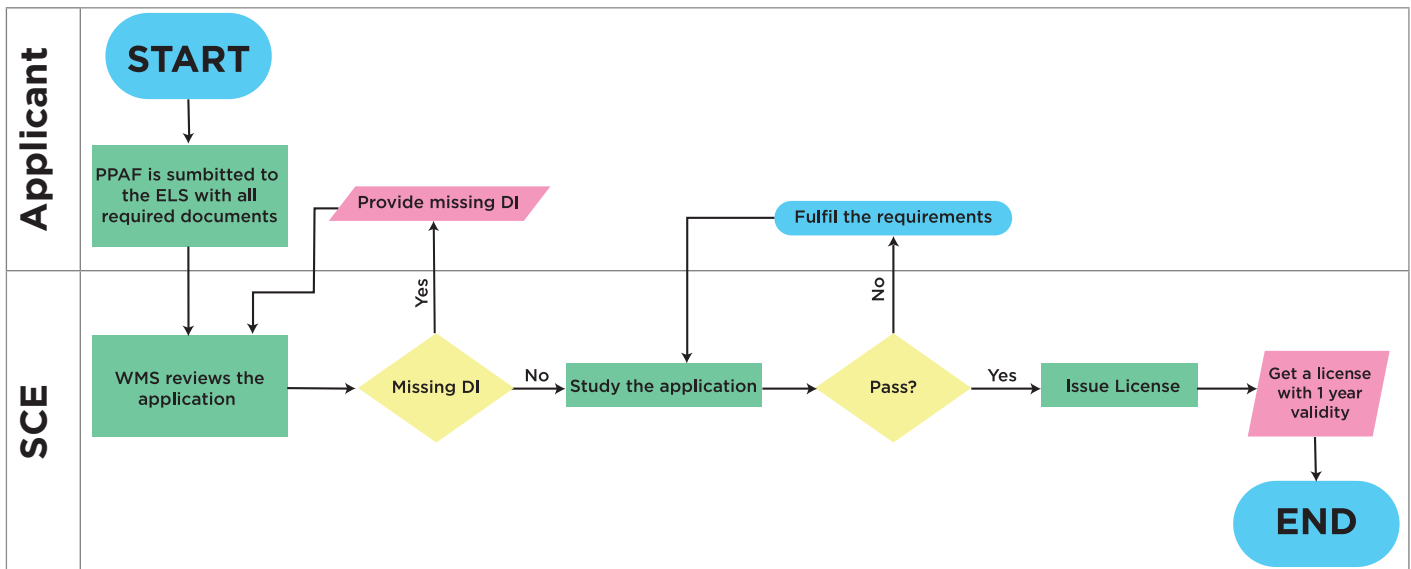 Applicant
START
PPAF is sumbitted to
the ELS with all
required documents
Provide missing DI
Fulfil the requirements
Yes
No
SCE
WMS reviews the
application
Missing DI
No
Study the application
Pass?
Yes
Issue License
Get a license
with 1 year
validity
END